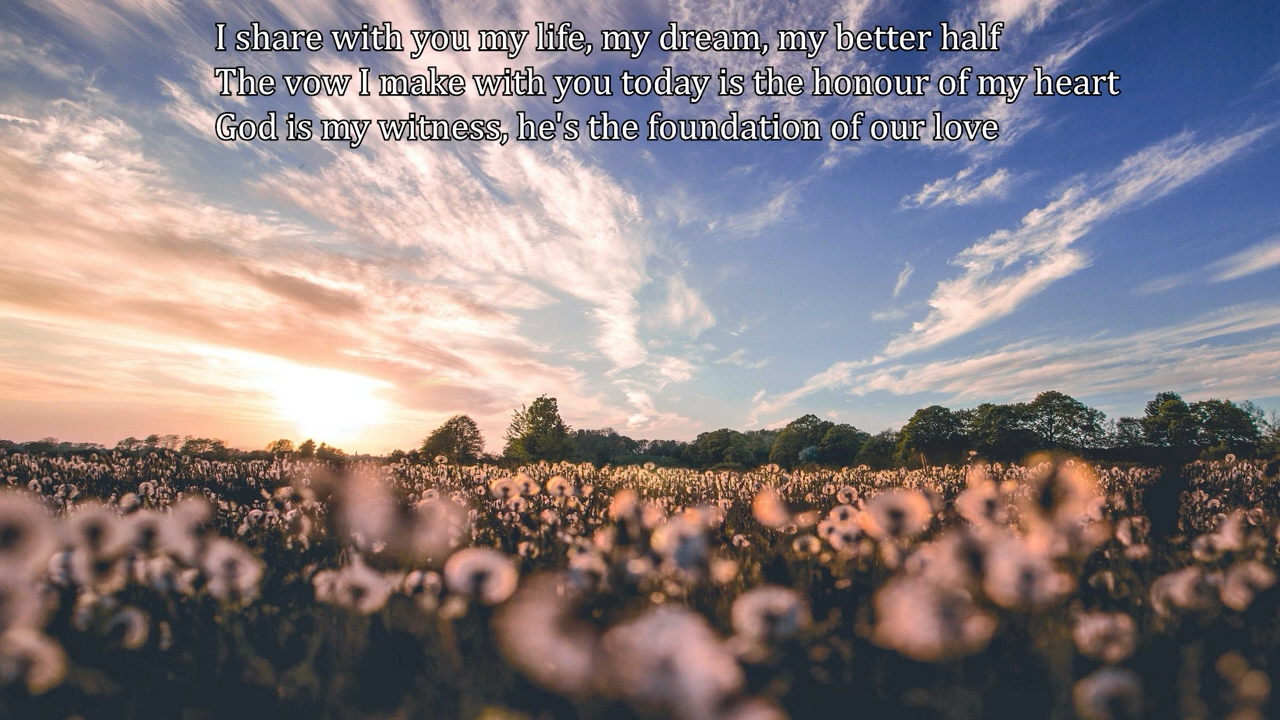 I share with you my life, my dream, my better half
The vow I make with you today is the honour of my heart
God is my witness, he's the foundation of our love